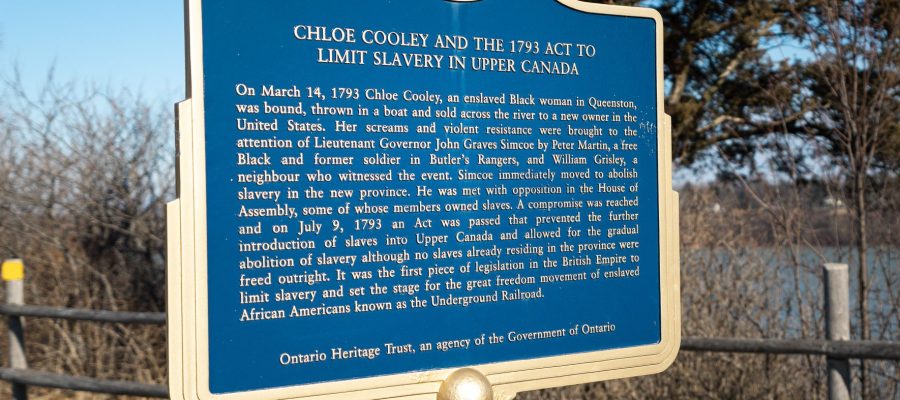 CHLOE COOLEY AND THE 1793 ACT TO
LIMIT SLAVERY IN UPPER CANADA
On March 14, 1793 Chloe Cooley, an enslaved Black woman in Queenston,
was bound, thrown in a boat and sold across the river to a new owner in the
United States. Her screams and violent resistance were brought to the
attention of Lieutenant Governor John Graves Simcoe by Peter Martin, a free
Black and former soldier in Butler's Rangers, and William Grisley, a
neighbour who witnessed the event. Simcoe immediately moved to abolish
slavery in the new province. He was met with opposition in the House of
Assembly, some of whose members owned slaves. A compromise was reached
and on July 9, 1793 an Act was passed that prevented the further
introduction of slaves into Upper Canada and allowed for the gradual
abolition of slavery although no slaves already residing in the province were
freed outright. It was the first piece of legislation in the British Empire to
limit slavery and set the stage for the great freedom movement of enslaved
African Americans known as the Underground Railroad.
Ontario Heritage Trust, an agency of the Government of Ontario